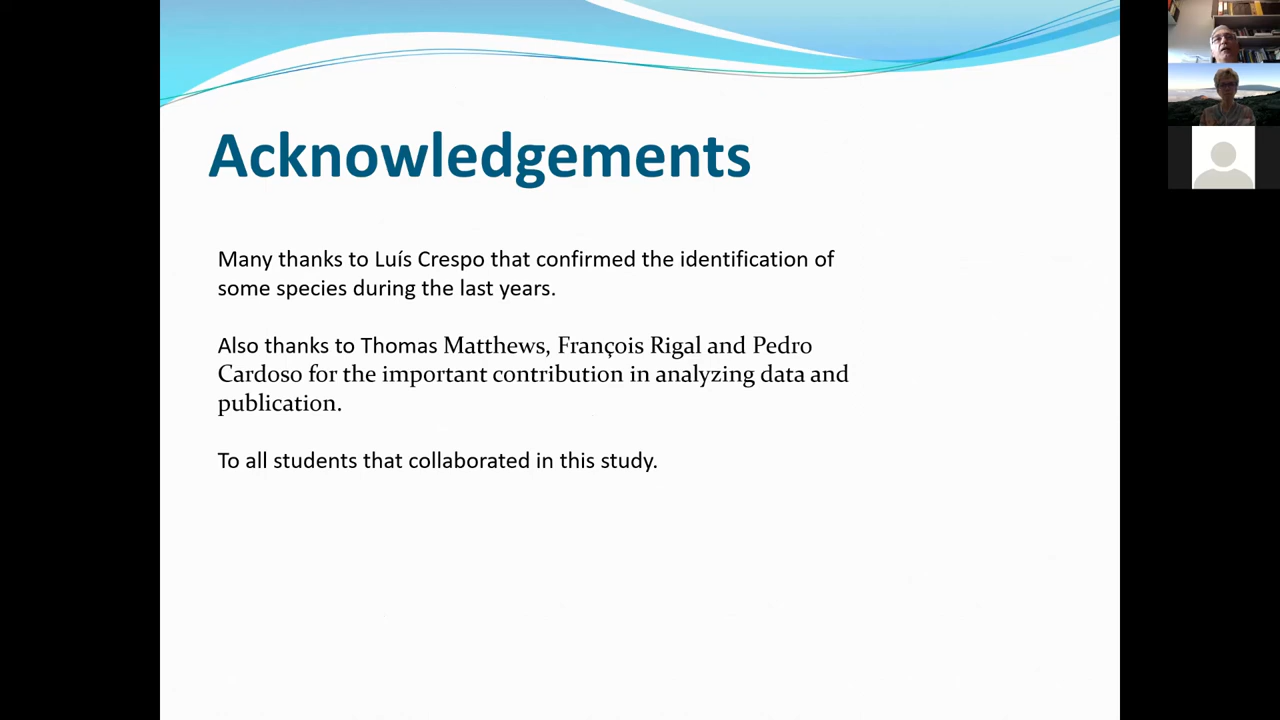 Acknowledgements
Many thanks to Luís Crespo that confirmed the identification of
some species during the last years.
Also thanks to Thomas Matthews, François Rigal and Pedro
Cardoso for the important contribution in analyzing data and
publication.
To all students that collaborated in this study.